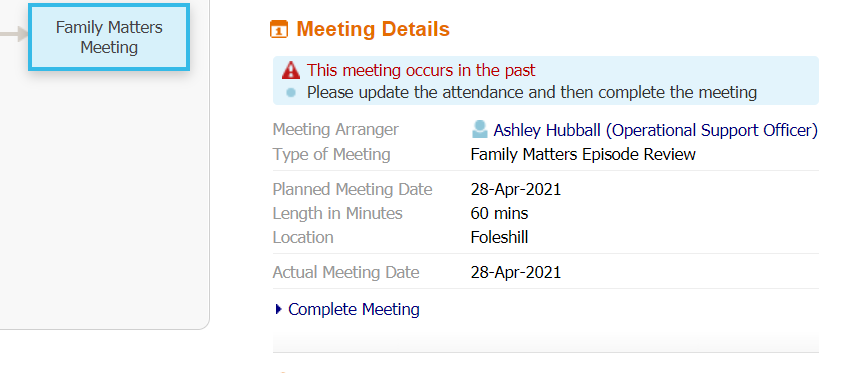 Family Matters
Meeting
Meeting Details
This meeting occurs in the past
Please update the attendance and then complete the meeting
Meeting Arranger Ashley Hubball (Operational Support Officer)
Type of Meeting Family Matters Episode Review
Planned Meeting Date 28-Apr-2021
Length in Minutes 60 mins
Location Foleshill
Actual Meeting Date 28-Apr-2021
Complete Meeting